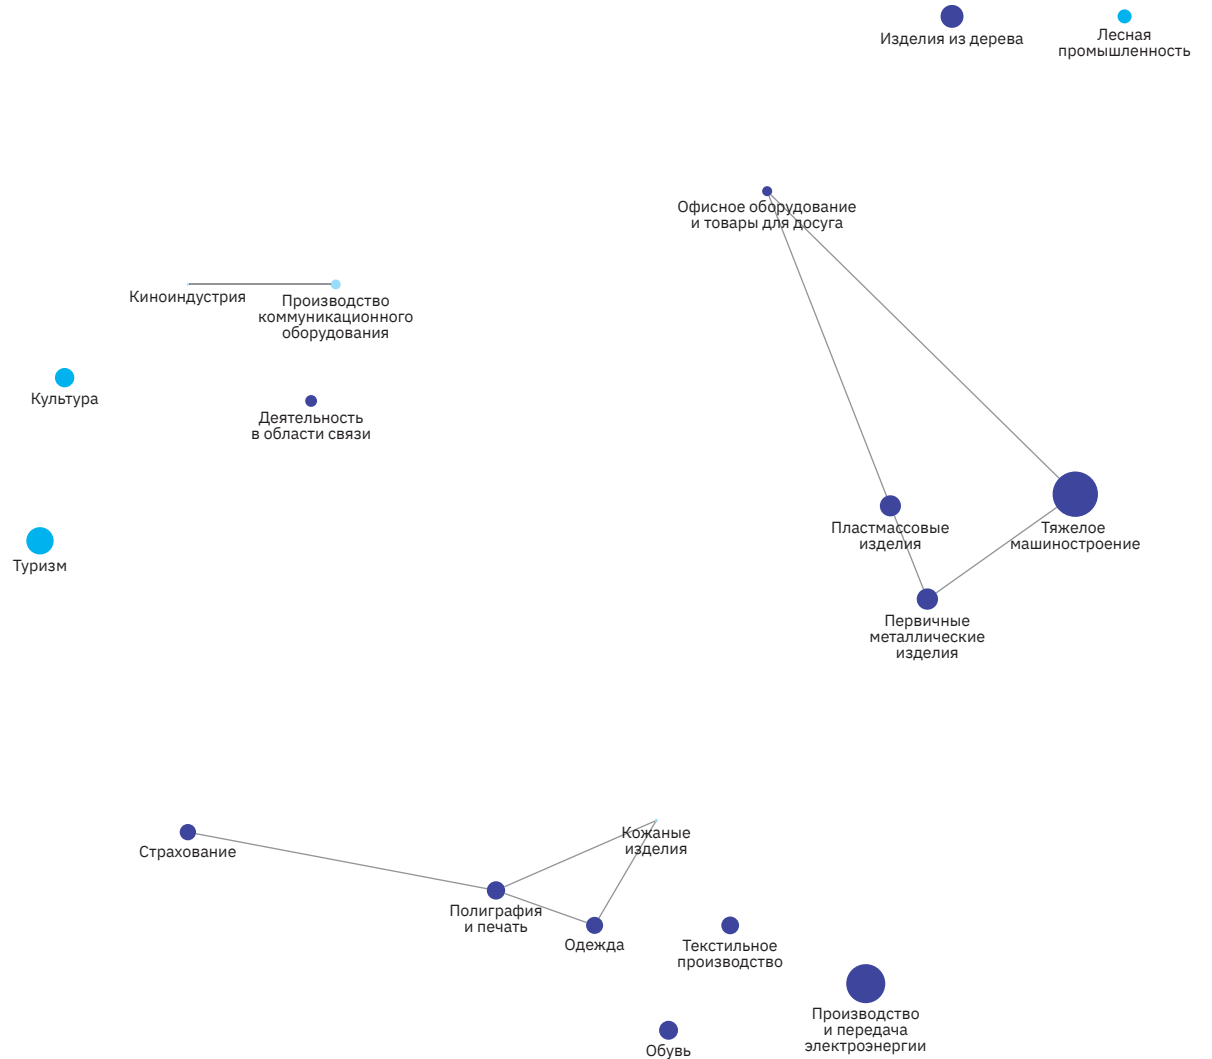 Изделия из дерева
Лесная
промышленность
Офисное оборудование
и товары для досуга
Киноиндустрия
Производство
коммуникационного
оборудования
Культура
Деятельность
в области связи
Туризм
Пластмассовые
изделия
Тяжелое
машиностроение
Первичные
металлические
изделия
Страхование
Кожаные
изделия
Полиграфия
и печать
Одежда
Текстильное
производство
Производство
и передача
электроэнергии
Обувь